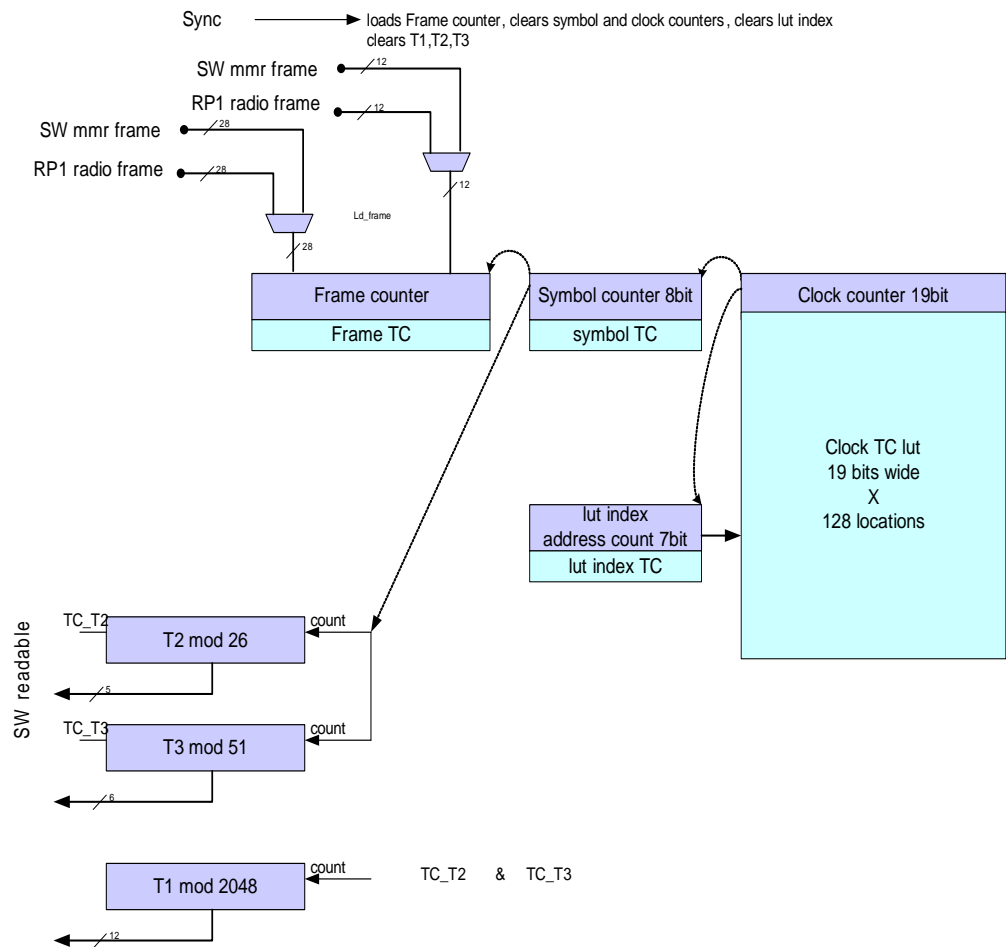 Sync loads Frame counter, clears symbol and clock counters, clears lut index
clears T1,T2,T3
SW mmr frame
12
RP1 radio frame
12
SW mmr frame
28
RP1 radio frame
28
12
Ld_frame
28
Frame counter
Frame TC
Symbol counter 8bit
symbol TC
Clock counter 19bit
Clock TC lut
19 bits wide
X
128 locations
lut index
address count 7bit
lut index TC
SW readable
TC_T2
T2 mod 26
count
5
TC_T3
T3 mod 51
count
6
T1 mod 2048
count
TC_T2 & TC_T3
12